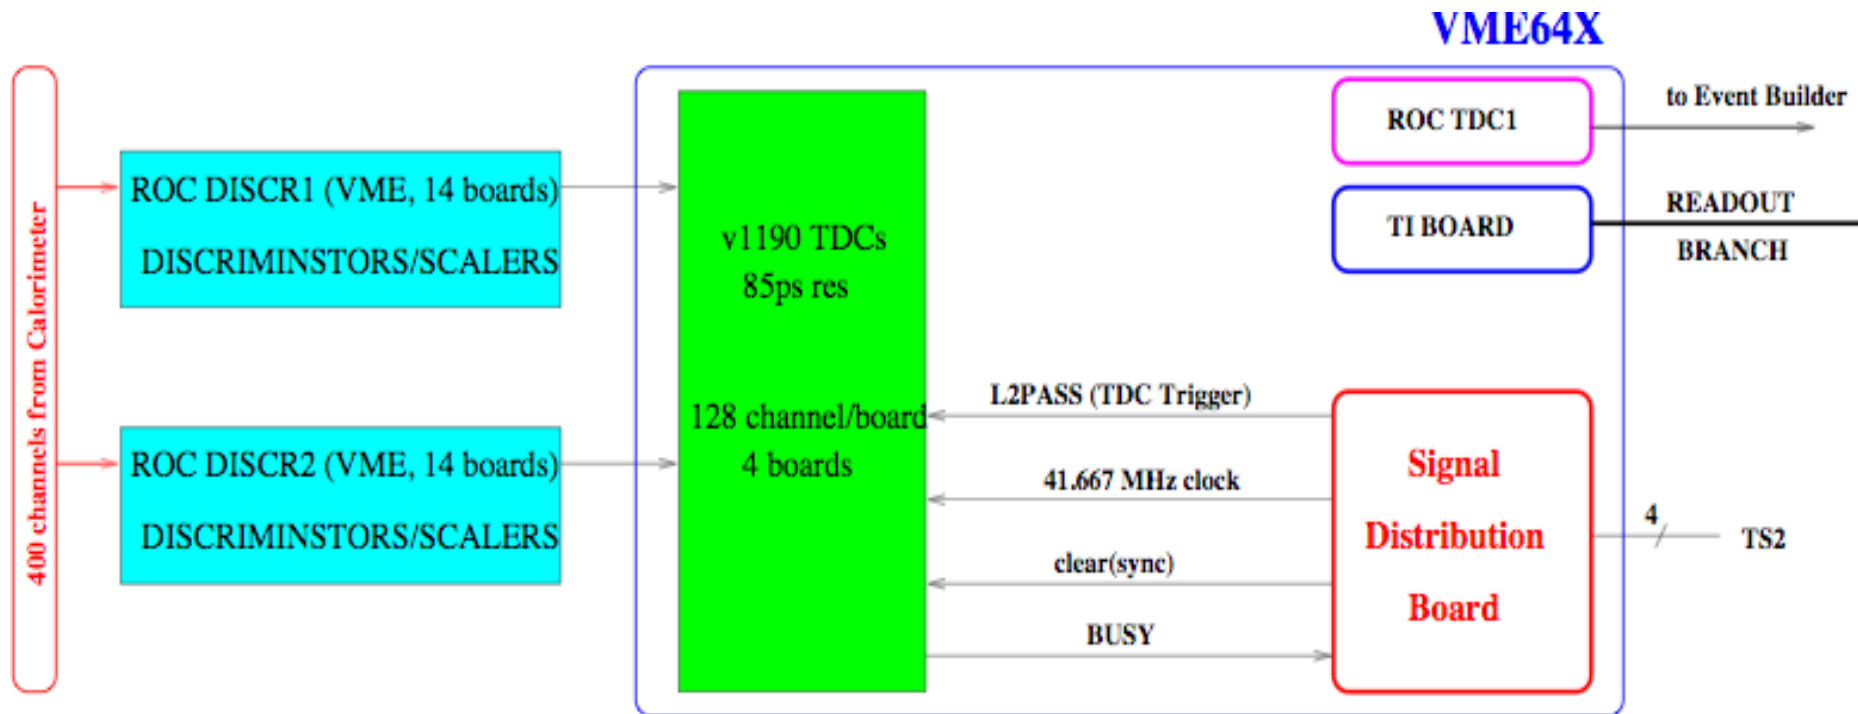 VME64X
400 channels from Calorimeter
ROC DISCR1 (VME, 14 boards)
DISCRIMINSTORS/SCALERS
ROC DISCR2 (VME, 14 boards)
DISCRIMINSTORS/SCALERS
v1190 TDCs
85ps res
128 channel/board
4 boards
ROC TDC1
to Event Builder
TI BOARD
READOUT
BRANCH
L2PASS (TDC Trigger)
41.667 MHz clock
clear(sync)
BUSY
Signal
Distribution
Board
4
TS2